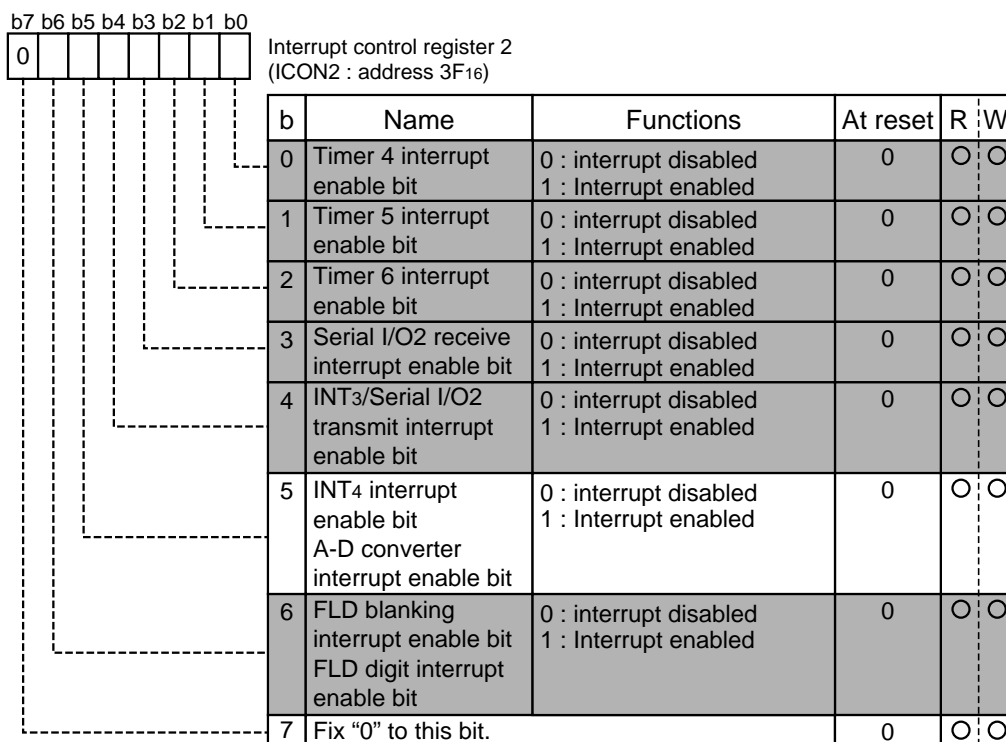 b7 b6 b5 b4 b3 b2 b1 b0
0
Interrupt control register 2
(ICON2 : address 3F16)
b Name Functions At reset R W
0 Timer 4 interrupt enable bit
0 : interrupt disabled
1 : Interrupt enabled
0 O O
1 Timer 5 interrupt enable bit
0 : interrupt disabled
1 : Interrupt enabled
0 O O
2 Timer 6 interrupt enable bit
0 : interrupt disabled
1 : Interrupt enabled
0 O O
3 Serial I/O2 receive interrupt enable bit
0 : interrupt disabled
1 : Interrupt enabled
0 O O
4 INT3/Serial I/O2 transmit interrupt enable bit
0 : interrupt disabled
1 : Interrupt enabled
0 O O
5 INT4 interrupt enable bit
A-D converter interrupt enable bit
0 : interrupt disabled
1 : Interrupt enabled
0 O O
6 FLD blanking interrupt enable bit
FLD digit interrupt enable bit
0 : interrupt disabled
1 : Interrupt enabled
0 O O
7 Fix “0” to this bit. 0 O O